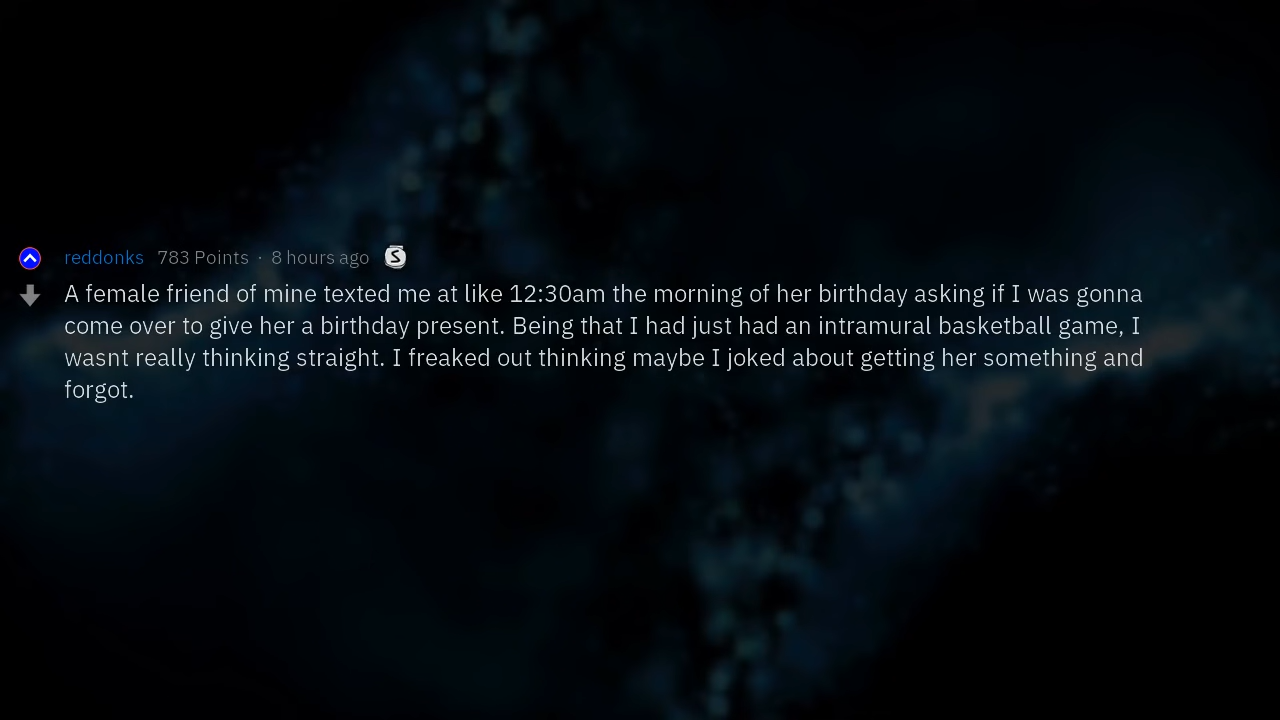 reddonks 783 Points · 8 hours ago S
A female friend of mine texted me at like 12:30am the morning of her birthday asking if I was gonna
come over to give her a birthday present. Being that I had just had an intramural basketball game, I
wasnt really thinking straight. I freaked out thinking maybe I joked about getting her something and
forgot.